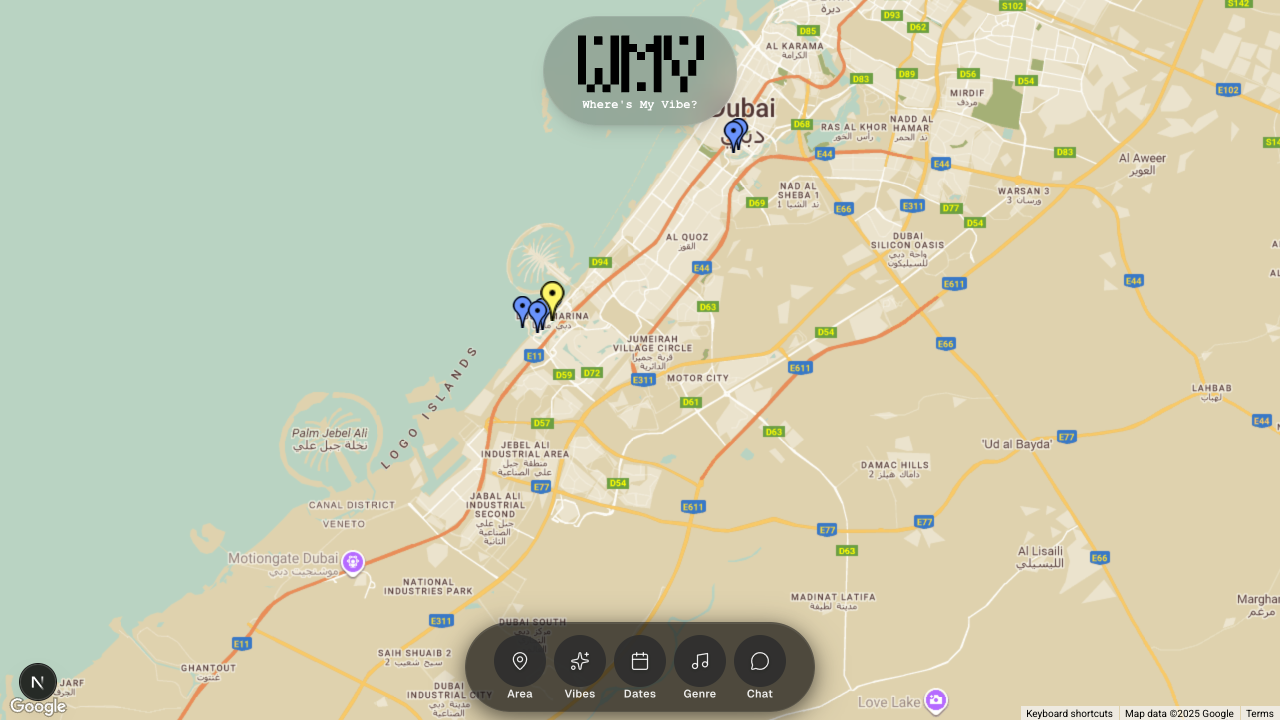 ديرة
S102
S142
D93
D85
D62
AL KARAMA
الكرامة
WMV
Where's My Vibe?
D83
D89
D56
D54
E102
MIRDIF
مردف
Dubai
دبي
D68
RAS AL KHOR
رأس الخور
NADD AL
HAMAR
ند الحمر
E44
D83
E44
Al Aweer
العوير
NAD AL
SHEBA 1
ند الشبا 1
WARSAN 3
ورسان 3
D69
E66
E311
D77
D54
AL QUOZ
القوز
DUBAI
SILICON OASIS
واحة دبي
للسيليكون
D94
E44
E611
E44
D63
MARINA
D54
E66
JUMEIRAH
VILLAGE CIRCLE
قرية جميرا
الدائرية
E11
D59
D72
E311
MOTOR CITY
E611
LOGO ISLANDS
LAHBAB
لهباب
D61
E44
D57
D63
Palm Jebel Ali
نخلة جبل علي
E77
'Ud al Bayda'
JEBEL ALI
INDUSTRIAL AREA
منطقة جبل
علي الصناعية
DAMAC HILLS
2 داماك هيلز
E77
D54
JABAL ALI
INDUSTRIAL
SECOND
جبل علي
الصناعية
الثانية
CANAL DISTRICT
VENETO
E611
E77
E77
D63
Al Lisaili
الليسيلي
E66
Motiongate Dubai
موشنجيت دبي
NATIONAL
INDUSTRIES PARK
MADINAT LATIFA
مدينة لطيفة
مرغم
E311
DUBAI SOUTH
E11
SAIH SHUAIB 2
سيح شعيب 2
GHANTOUT
غنتوت
N
DUBAI
INDUSTRIAL CITY
مدينة دبي
الصناعية
Area
Vibes
Dates
Genre
Chat
Love Lake
Google
Keyboard shortcuts
Map data ©2025 Google
Terms